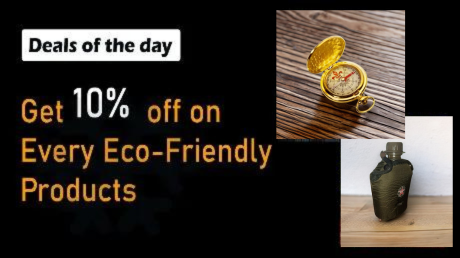 Deals of the day
Get 10% off on
Every Eco-Friendly
Products